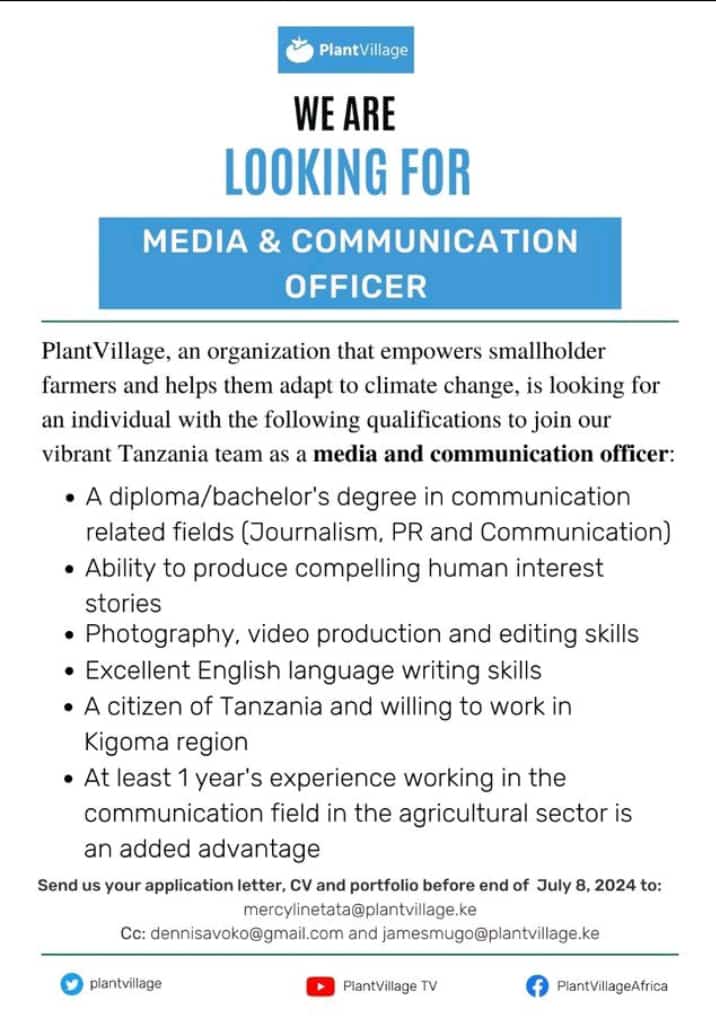 PlantVillage
WE ARE
LOOKING FOR
MEDIA & COMMUNICATION
OFFICER
PlantVillage, an organization that empowers smallholder
farmers and helps them adapt to climate change, is looking for
an individual with the following qualifications to join our
vibrant Tanzania team as a media and communication officer:
• A diploma/bachelor's degree in communication
related fields (Journalism, PR and Communication)
• Ability to produce compelling human interest
stories
• Photography, video production and editing skills
• Excellent English language writing skills
• A citizen of Tanzania and willing to work in
Kigoma region
• At least 1 year's experience working in the
communication field in the agricultural sector is
an added advantage
Send us your application letter, CV and portfolio before end of July 8, 2024 to:
mercylinetata@plantvillage.ke
Cc: dennisavoko@gmail.com and jamesmugo@plantvillage.ke
plantvillage
PlantVillage TV
PlantVillageAfrica